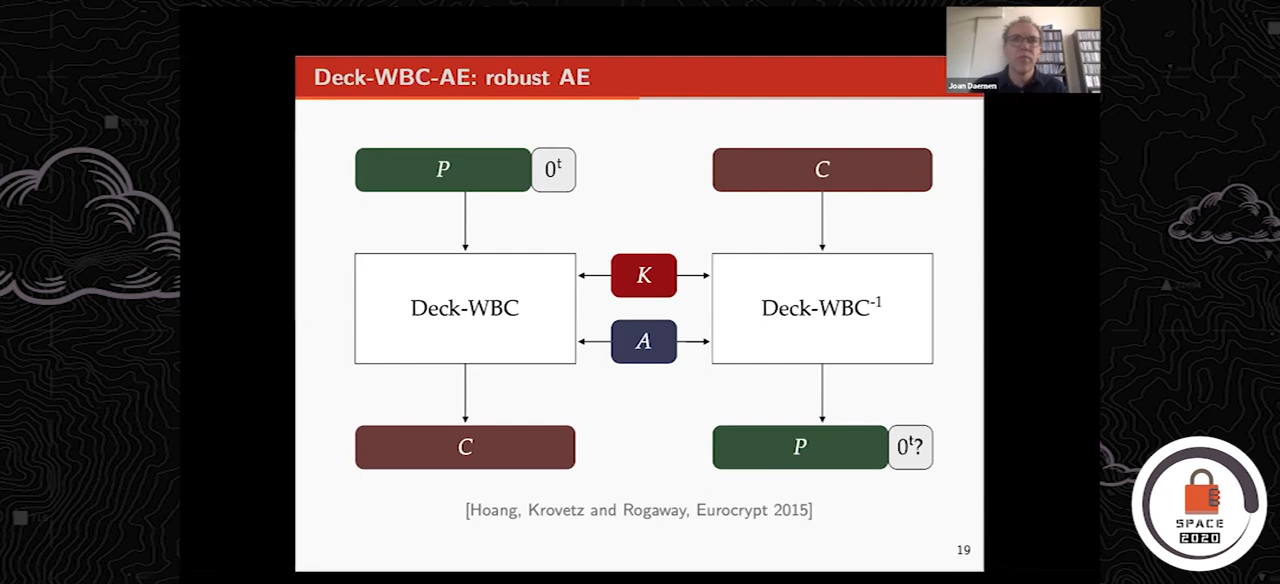 Deck-WBC-AE: robust AE
Joan Daemen
P 0ᵗ C
K
Deck-WBC Deck-WBC⁻¹
A
C P 0ᵗ?
[Hoang, Krovetz and Rogaway, Eurocrypt 2015]
SPACE
2020
19